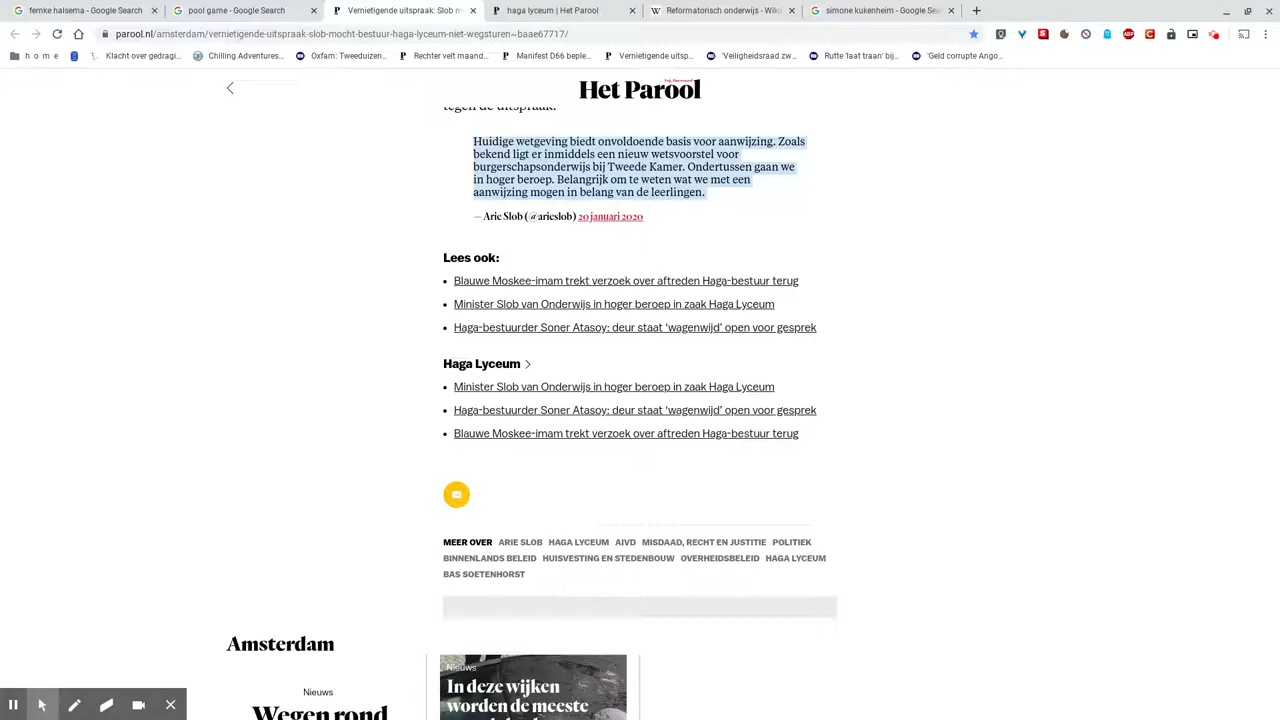 fernke halsema - Google Search
pool game - Google Search
Vernietigende uitspraak: Slob m
haga lyceum | Het Parool
Reformatorisch onderwijs - Wiki
simone kukenheim - Google Sea
parool.nl/amsterdam/vernietigende-uitspraak-slob-mocht-bestuur-haga-lyceum-niet-wegsturen~baae67717/
h o m e
Klacht over gedragi...
Chilling Adventures...
Oxfam: Tweeduizen...
Rechter velt maand...
Manifest D66 beple...
Vernietigende uitsp...
'Veiligheidsraad zw...
Rutte 'laat traan' bij...
'Geld corrupte Ango...
Het Parool
tegen de uitspraak.
Huidige wetgeving biedt onvoldoende basis voor aanwijzing. Zoals
bekend ligt er inmiddels een nieuw wetsvoorstel voor
burgerschapsonderwijs bij Tweede Kamer. Ondertussen gaan we
in hoger beroep. Belangrijk om te weten wat we met een
aanwijzing mogen in belang van de leerlingen.
— Arie Slob (@arieslob) 20 januari 2020
Lees ook:
• Blauwe Moskee-imam trekt verzoek over aftreden Haga-bestuur terug
• Minister Slob van Onderwijs in hoger beroep in zaak Haga Lyceum
• Haga-bestuurder Soner Atasoy: deur staat ‘wagenwijd’ open voor gesprek
Haga Lyceum >
• Minister Slob van Onderwijs in hoger beroep in zaak Haga Lyceum
• Haga-bestuurder Soner Atasoy: deur staat ‘wagenwijd’ open voor gesprek
• Blauwe Moskee-imam trekt verzoek over aftreden Haga-bestuur terug
MEER OVER ARIE SLOB HAGA LYCEUM AIVD MISDAAD, RECHT EN JUSTITIE POLITIEK
BINNENLANDS BELEID HUISVESTING EN STEDENBOUW OVERHEIDSBELEID HAGA LYCEUM
BAS SOETENHORST
Amsterdam
Nieuws
Wegen rond
Nieuws
In deze wijken
worden de meeste